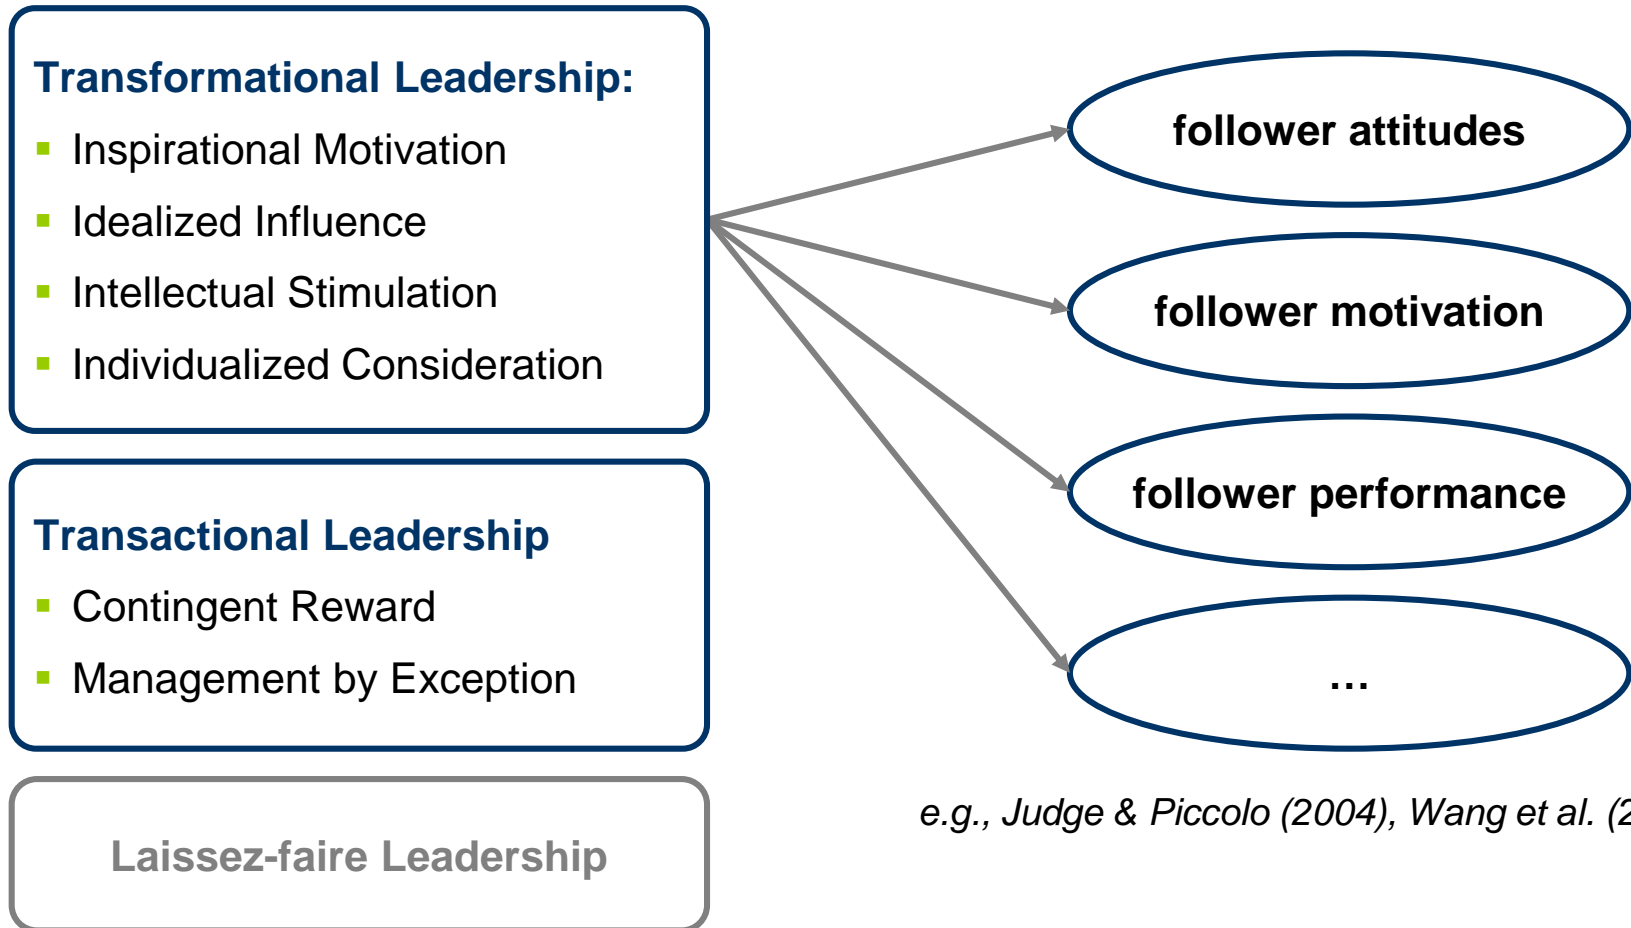 Transformational Leadership:
▪ Inspirational Motivation
▪ Idealized Influence
▪ Intellectual Stimulation
▪ Individualized Consideration
Transactional Leadership
▪ Contingent Reward
▪ Management by Exception
Laissez-faire Leadership
follower attitudes
follower motivation
follower performance
...
e.g., Judge & Piccolo (2004), Wang et al. (2